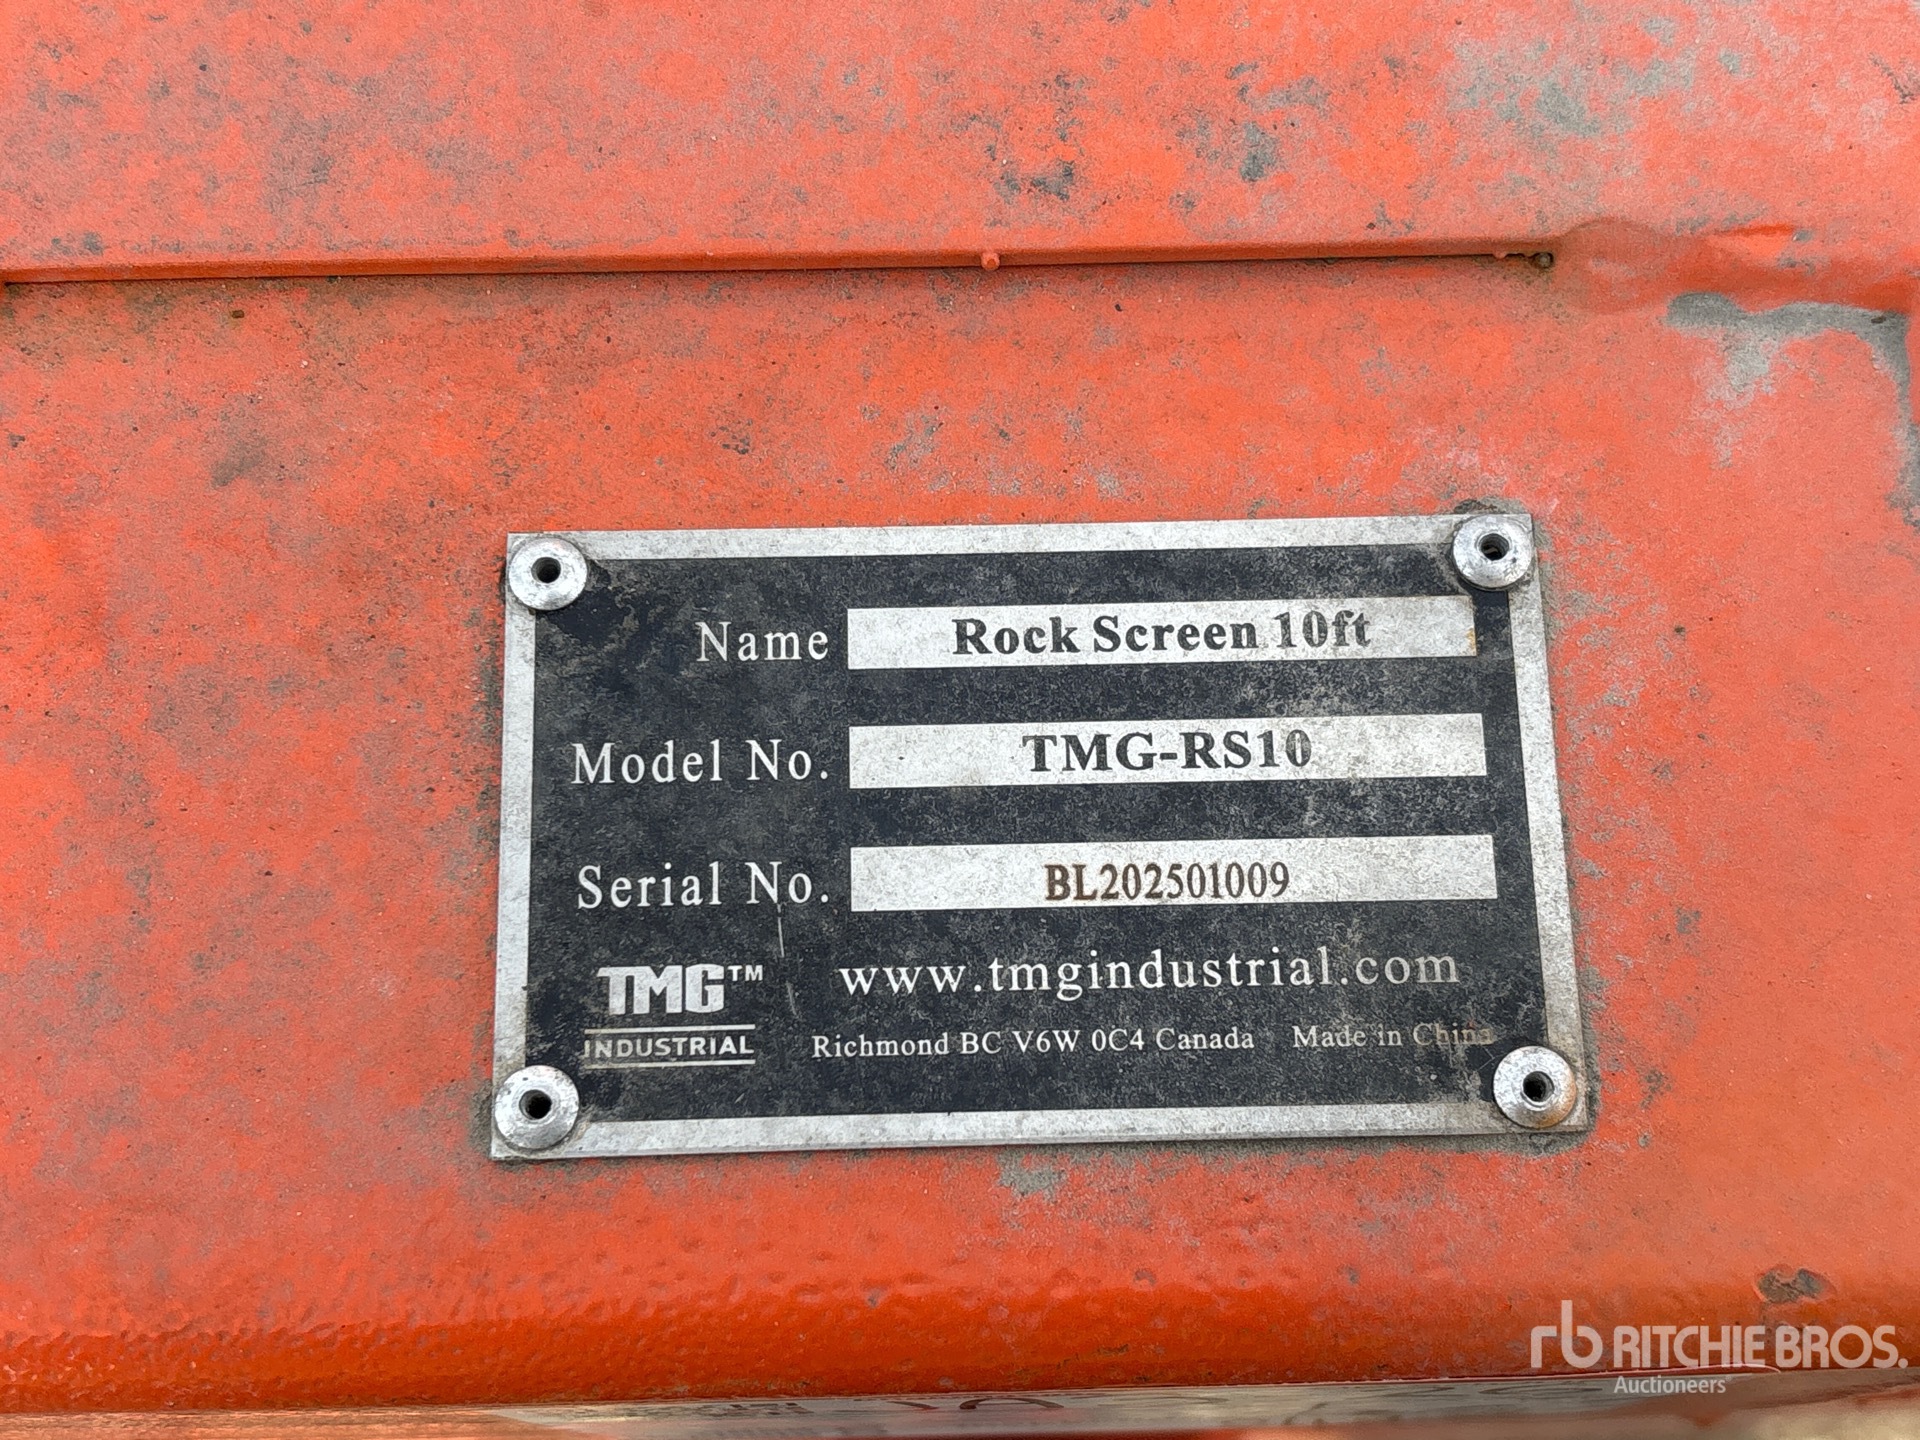 Name Rock Screen 10ft
Model No. TMG-RS10
Serial No. BL202501009
TMG™ www.tmgindustrial.com
INDUSTRIAL Richmond BC V6W 0C4 Canada Made in China
rb RITCHIE BROS.
Auctioneers